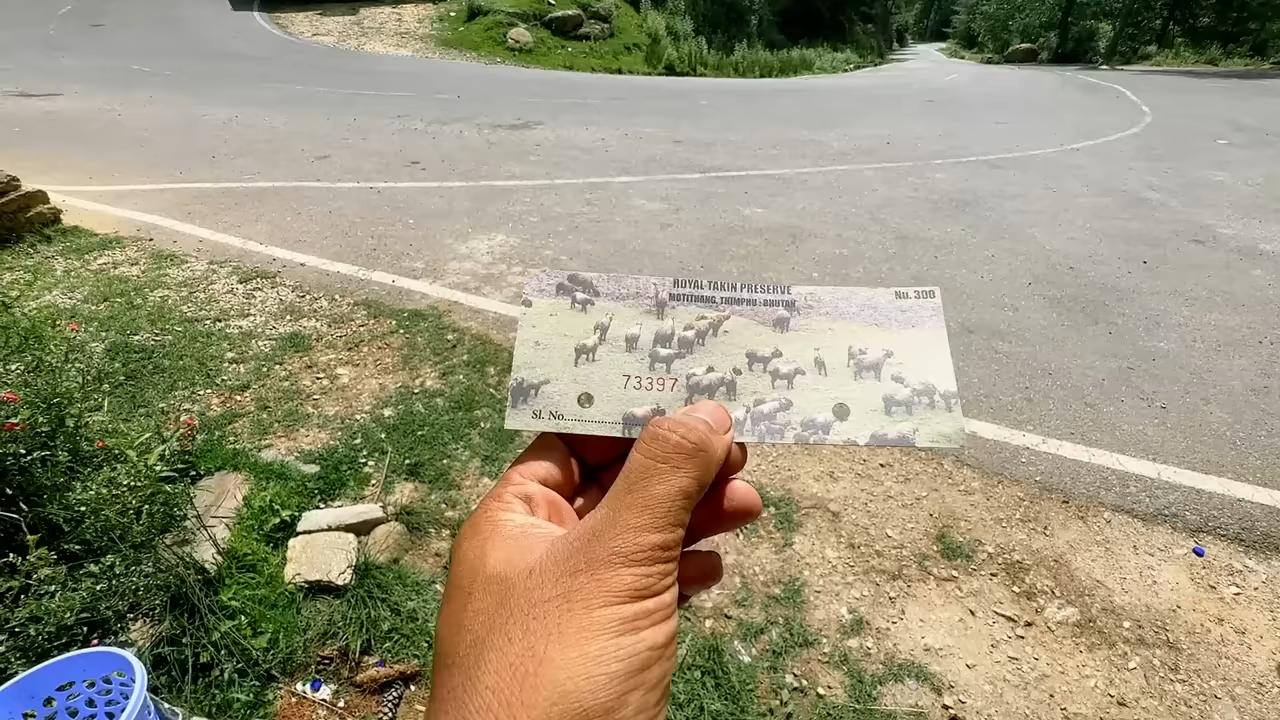 ROYAL TAKIN PRESERVE
MOTITHANG, THIMPHU : BHUTAN
Nu. 300
73397
Sl. No..................